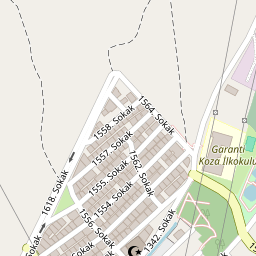 1564. Sokak
1558. Sokak
1557. Sokak
1562. Sokak
1555. Sokak
1554. Sokak
1556. Sokak
1618. Sokak
Sokak
1342. Sokak
Garanti
Koza İlkokulu